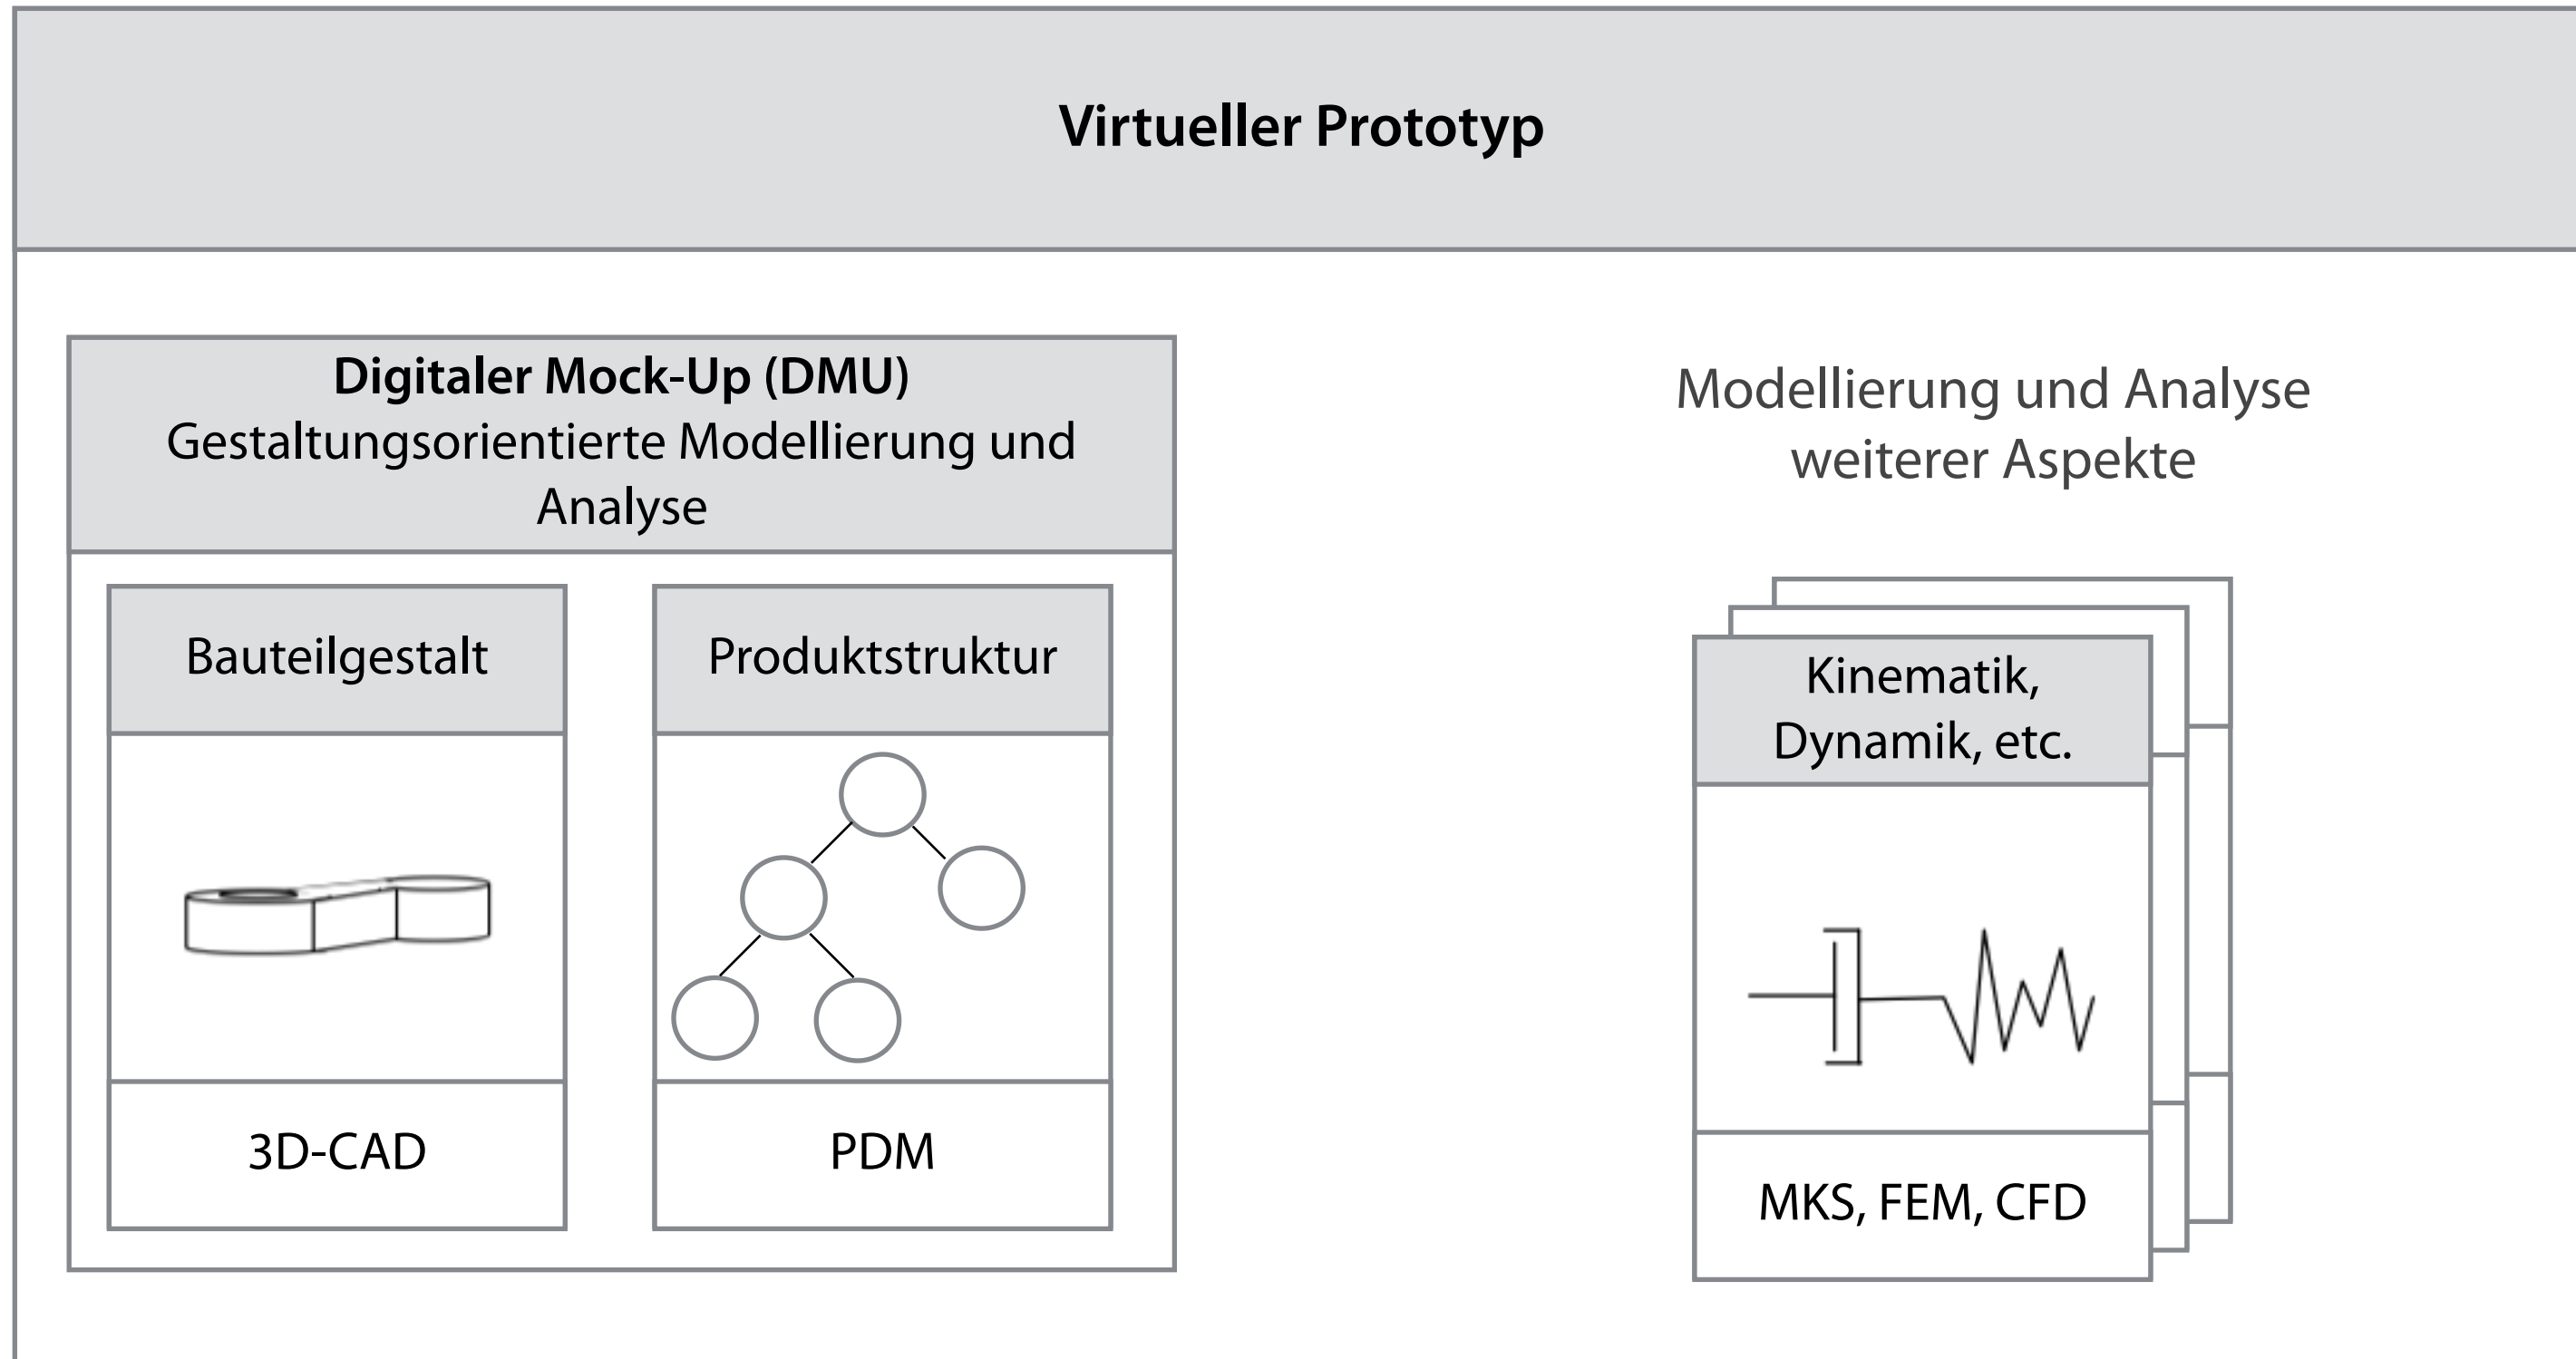 Virtueller Prototyp
Digitaler Mock-Up (DMU)
Gestaltungsorientierte Modellierung und
Analyse
Bauteilgestalt
3D-CAD
Produktstruktur
PDM
Modellierung und Analyse
weiterer Aspekte
Kinematik,
Dynamik, etc.
MKS, FEM, CFD